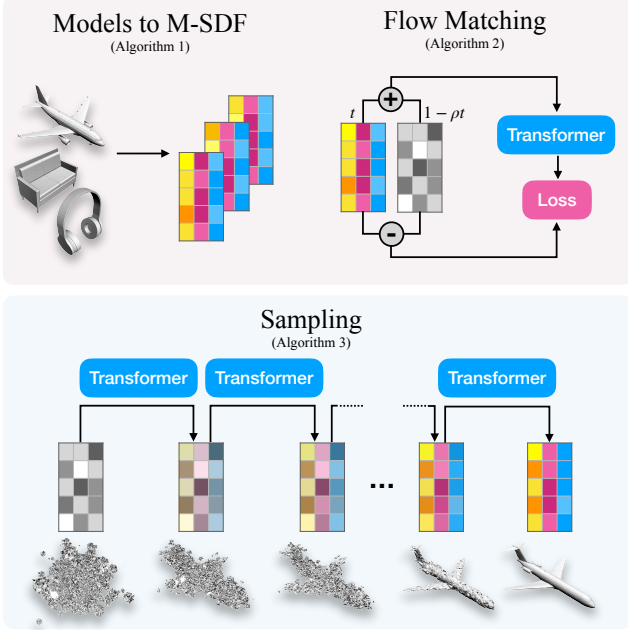 Models to M-SDF
(Algorithm 1)
Flow Matching
(Algorithm 2)
t
+
1 − ρt
Transformer
Loss
-
Sampling
(Algorithm 3)
Transformer
Transformer
Transformer
...